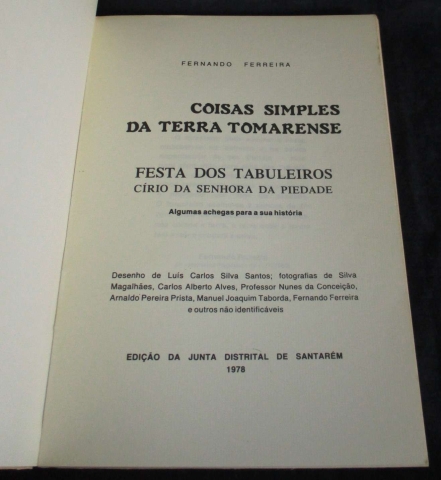 FERNANDO FERREIRA
COISAS SIMPLES
DA TERRA TOMARENSE
FESTA DOS TABULEIROS
CÍRIO DA SENHORA DA PIEDADE
Algumas achegas para a sua história
Desenho de Luís Carlos Silva Santos; fotografias de Silva
Magalhães, Carlos Alberto Alves, Professor Nunes da Conceição,
Arnaldo Pereira Prista, Manuel Joaquim Taborda, Fernando Ferreira
e outros não identificáveis
EDIÇÃO DA JUNTA DISTRITAL DE SANTARÉM
1978